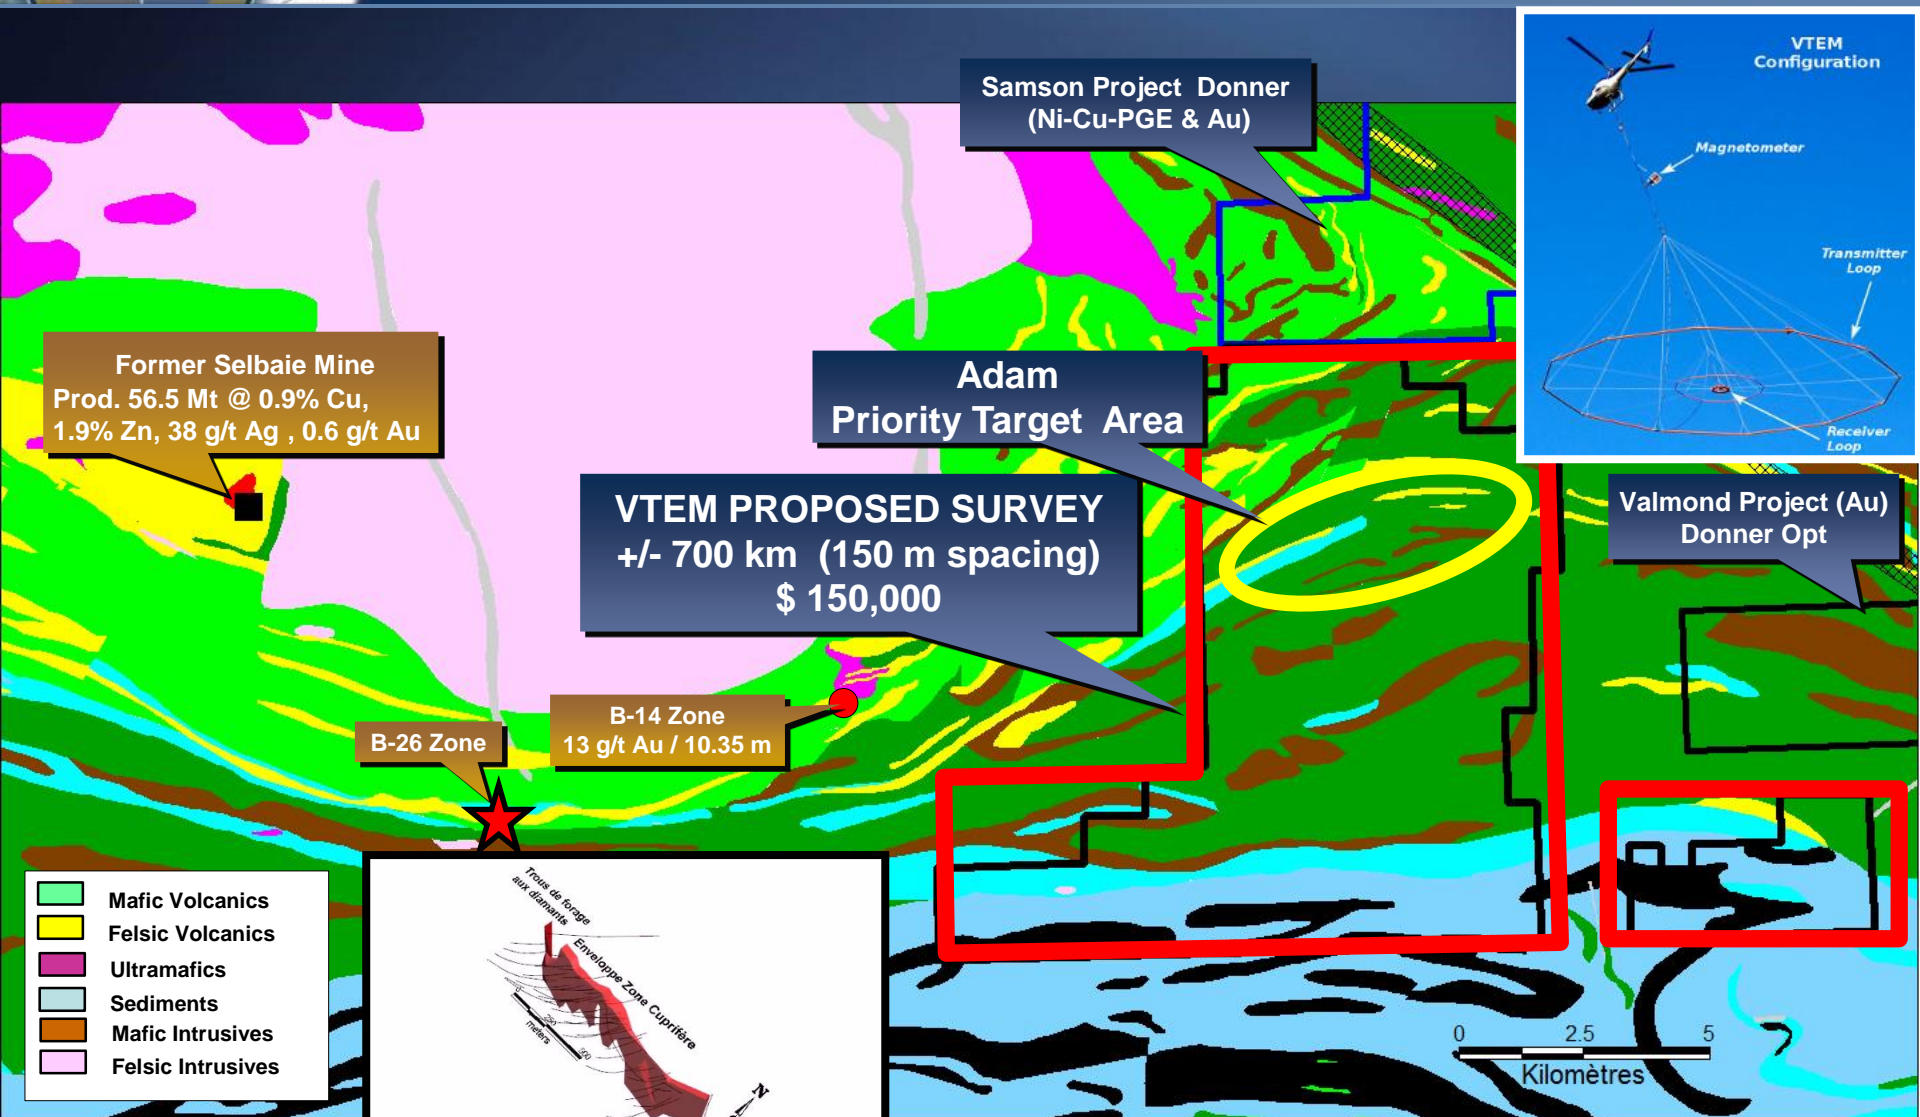 VTEM
Configuration
Magnetometer
Transmitter
Loop
Receiver
Loop
Samson Project  Donner
(Ni-Cu-PGE & Au)
Former Selbaie Mine
Prod. 56.5 Mt @ 0.9% Cu,
1.9% Zn, 38 g/t Ag , 0.6 g/t Au
Adam
Priority Target  Area
VTEM PROPOSED SURVEY
+/- 700 km  (150 m spacing)
$ 150,000
Valmond Project (Au)
Donner Opt
B-14 Zone
13 g/t Au / 10.35 m
B-26 Zone
Mafic Volcanics
Felsic Volcanics
Ultramafics
Sediments
Mafic Intrusives
Felsic Intrusives
Trous de forage
aux diamants
Enveloppe Zone Cuprifère
0 250 500
meters
N
0 2.5 5
Kilomètres